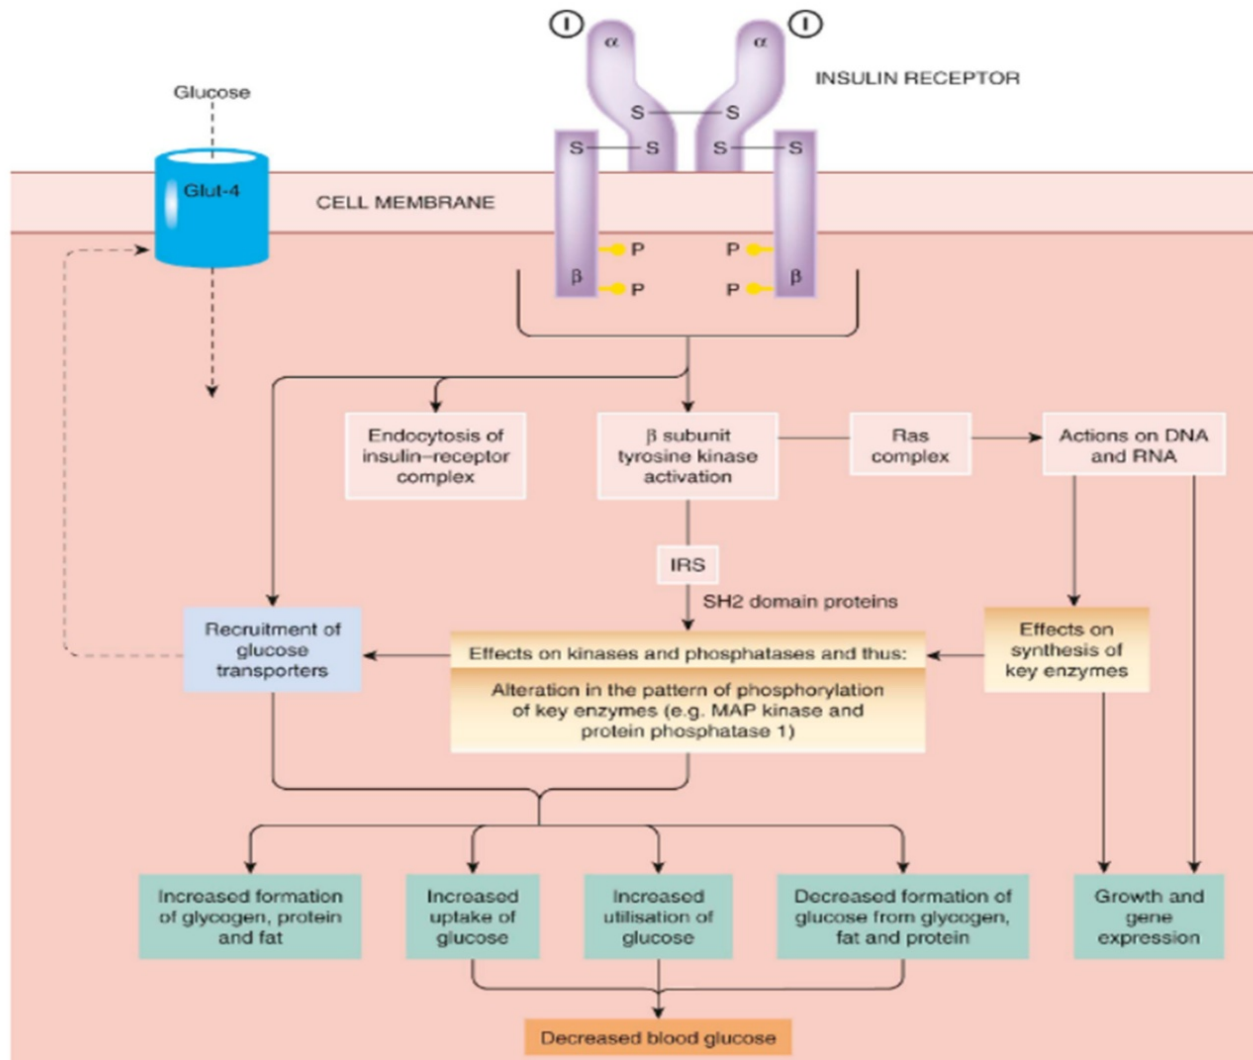 I
I
α
α
INSULIN RECEPTOR
Glucose
S S
S S S S
Glut-4
CELL MEMBRANE
P P
β β
P P
Endocytosis of
insulin–receptor
complex
β subunit
tyrosine kinase
activation
Ras
complex
Actions on DNA
and RNA
IRS
SH2 domain proteins
Recruitment of
glucose
transporters
Effects on kinases and phosphatases and thus:
Alteration in the pattern of phosphorylation
of key enzymes (e.g. MAP kinase and
protein phosphatase 1)
Effects on
synthesis of
key enzymes
Increased formation
of glycogen, protein
and fat
Increased
uptake of
glucose
Increased
utilisation of
glucose
Decreased formation of
glucose from glycogen,
fat and protein
Growth and
gene
expression
Decreased blood glucose